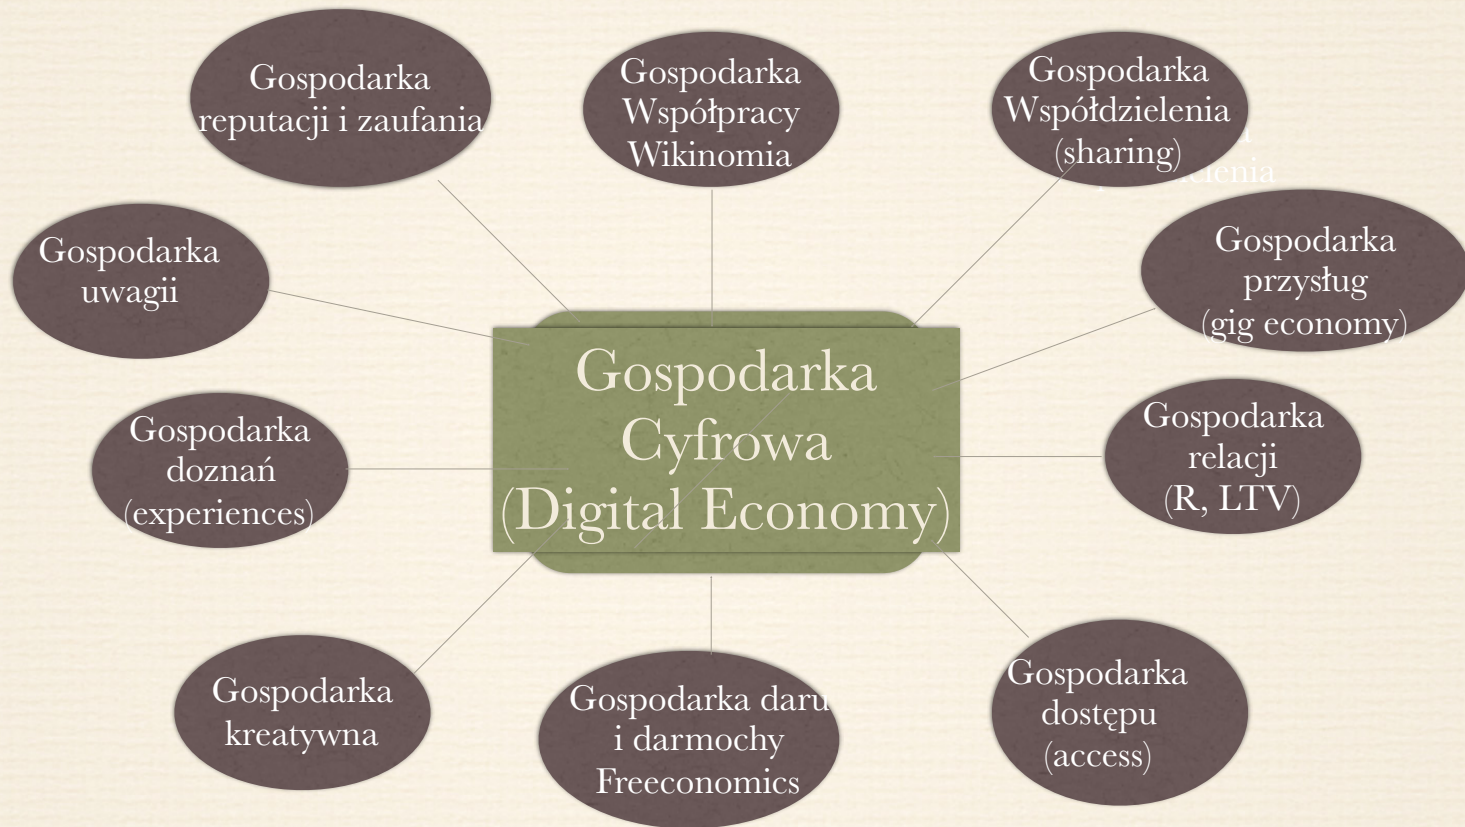 Gospodarka
reputacji i zaufania
Gospodarka
Współpracy
Wikinomia
Gospodarka
Współdzielenia
(sharing)
Gospodarka
uwagii
Gospodarka
przysług
(gig economy)
Gospodarka
Cyfrowa
(Digital Economy)
Gospodarka
doznań
(experiences)
Gospodarka
relacji
(R, LTV)
Gospodarka
kreatywna
Gospodarka daru
i darmochy
Freeconomics
Gospodarka
dostępu
(access)